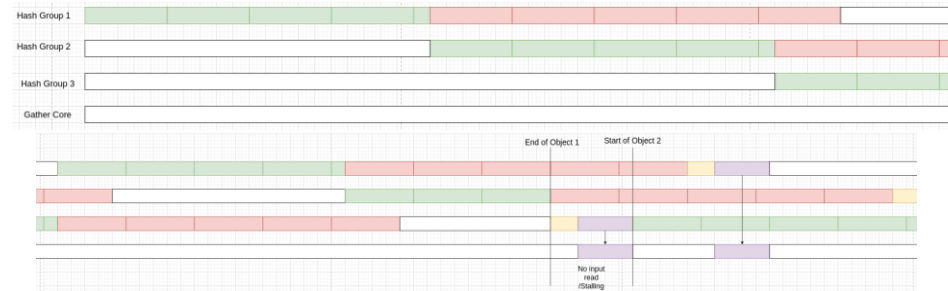 Hash Group 1
Hash Group 2
Hash Group 3
Gather Core
End of Object 1
Start of Object 2
No input
read
/Stalling